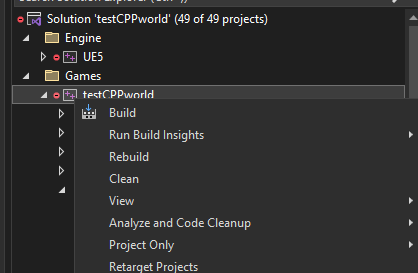 Solution 'testCPPworld' (49 of 49 projects)
Engine
UE5
Games
testCPPworld
Build
Run Build Insights
Rebuild
Clean
View
Analyze and Code Cleanup
Project Only
Retarget Projects